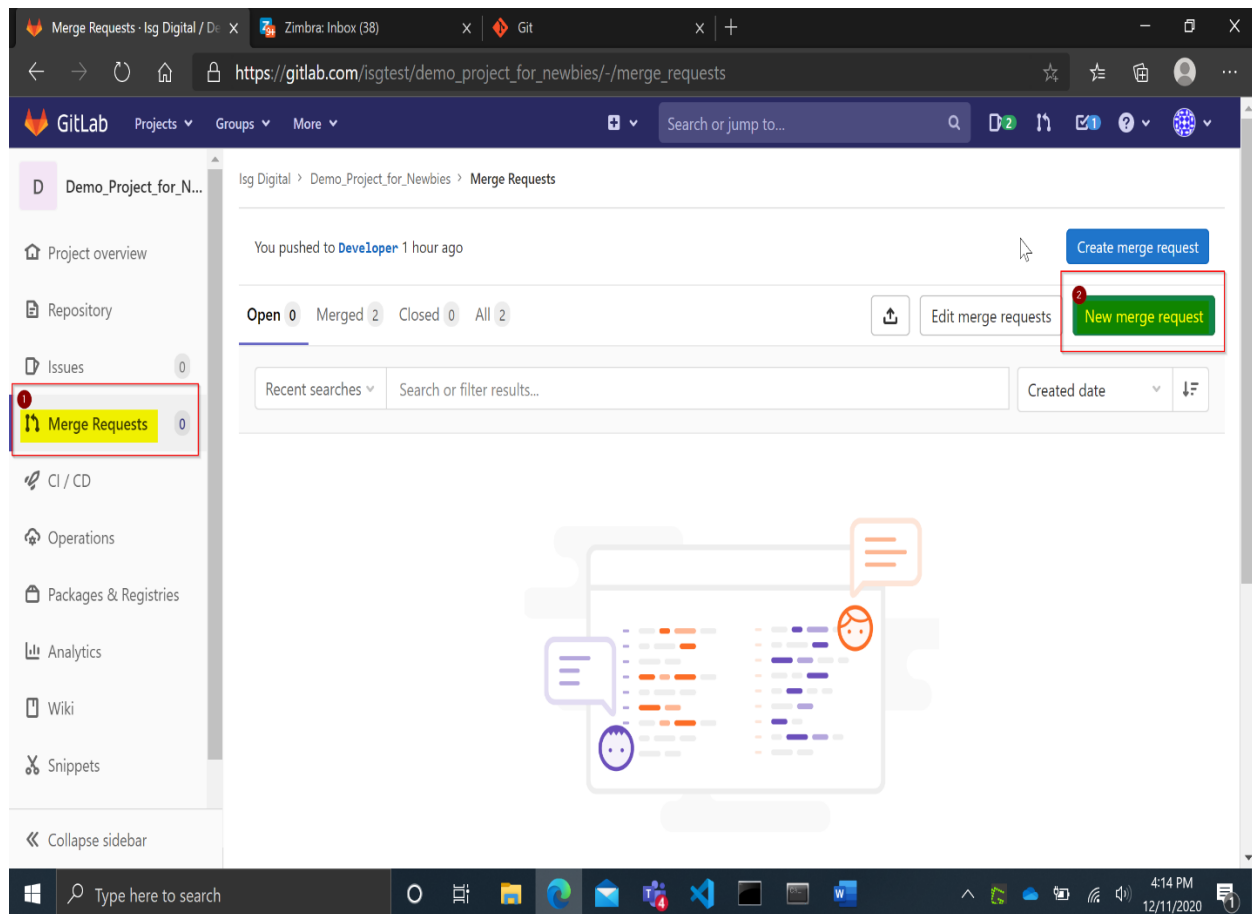 Merge Requests · Isg Digital / De
Zimbra: Inbox (38)
Git
https://gitlab.com/isgtest/demo_project_for_newbies/-/merge_requests
GitLab Projects Groups More Search or jump to... 2 1
D Demo_Project_for_N...
Isg Digital > Demo_Project_for_Newbies > Merge Requests
Project overview
You pushed to Developer 1 hour ago
Create merge request
Repository
Open 0 Merged 2 Closed 0 All 2
Edit merge requests
2
New merge request
Issues 0
Recent searches
Search or filter results...
Created date
1
Merge Requests 0
CI / CD
Operations
Packages & Registries
Analytics
Wiki
Snippets
Collapse sidebar
Type here to search
4:14 PM
12/11/2020